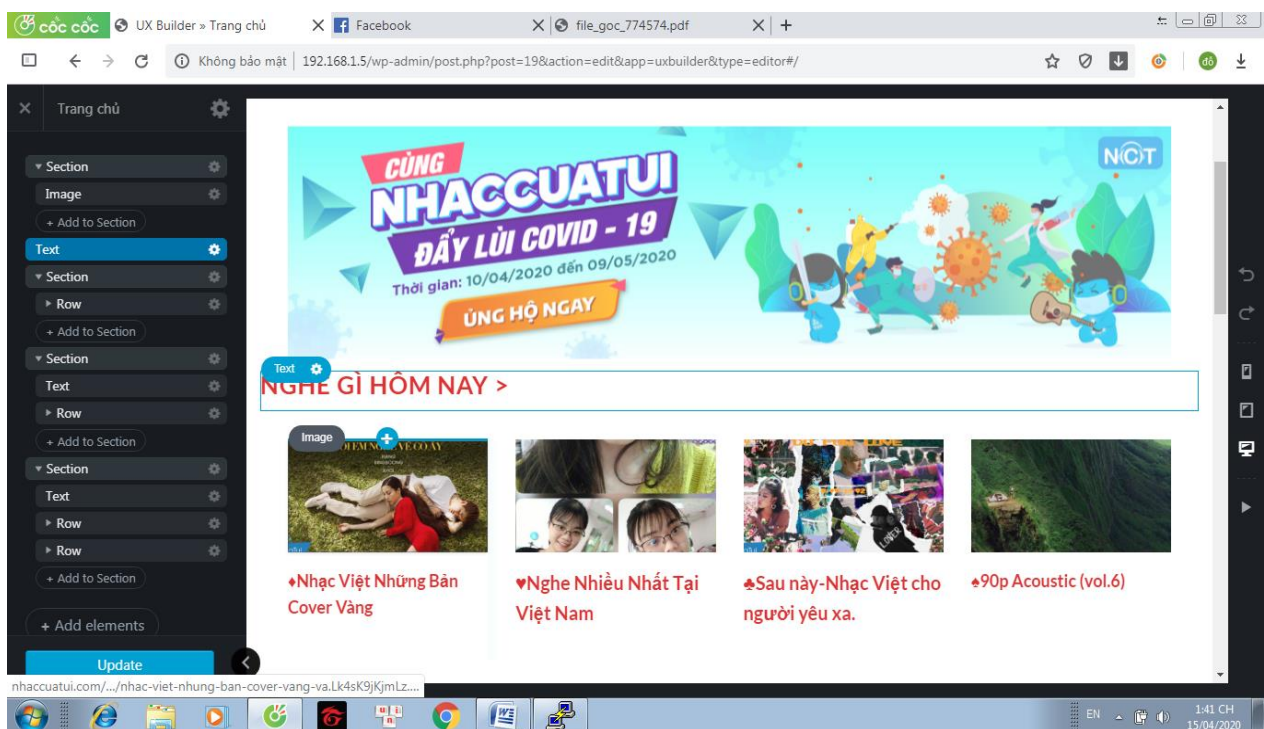 cốc cốc
UX Builder » Trang chủ
Facebook
file_goc_774574.pdf
Không bảo mật
192.168.1.5/wp-admin/post.php?post=19&action=edit&app=uxbuilder&type=editor#/
đô
Trang chủ
Section
Image
+ Add to Section
Text
Section
Row
+ Add to Section
Section
Text
Row
+ Add to Section
Section
Text
Row
Row
+ Add to Section
+ Add elements
Update
CÙNG
NHACCUATUI
ĐẨY LÙI COVID - 19
Thời gian: 10/04/2020 đến 09/05/2020
ỦNG HỘ NGAY
NCT
Text
NGHE GÌ HÔM NAY >
Image
♦Nhạc Việt Những Bản
Cover Vàng
♥Nghe Nhiều Nhất Tại
Việt Nam
♣Sau này-Nhạc Việt cho
người yêu xa.
♠90p Acoustic (vol.6)
nhaccuatui.com/.../nhac-viet-nhung-ban-cover-vang-va.Lk4sK9jKjmLz....
EN
1:41 CH
15/04/2020